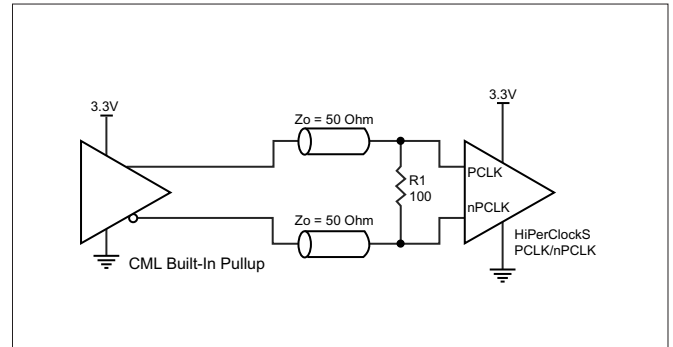 3.3V
3.3V
Zo = 50 Ohm
PCLK
R1
100
nPCLK
Zo = 50 Ohm
HiPerClockS
PCLK/nPCLK
CML Built-In Pullup